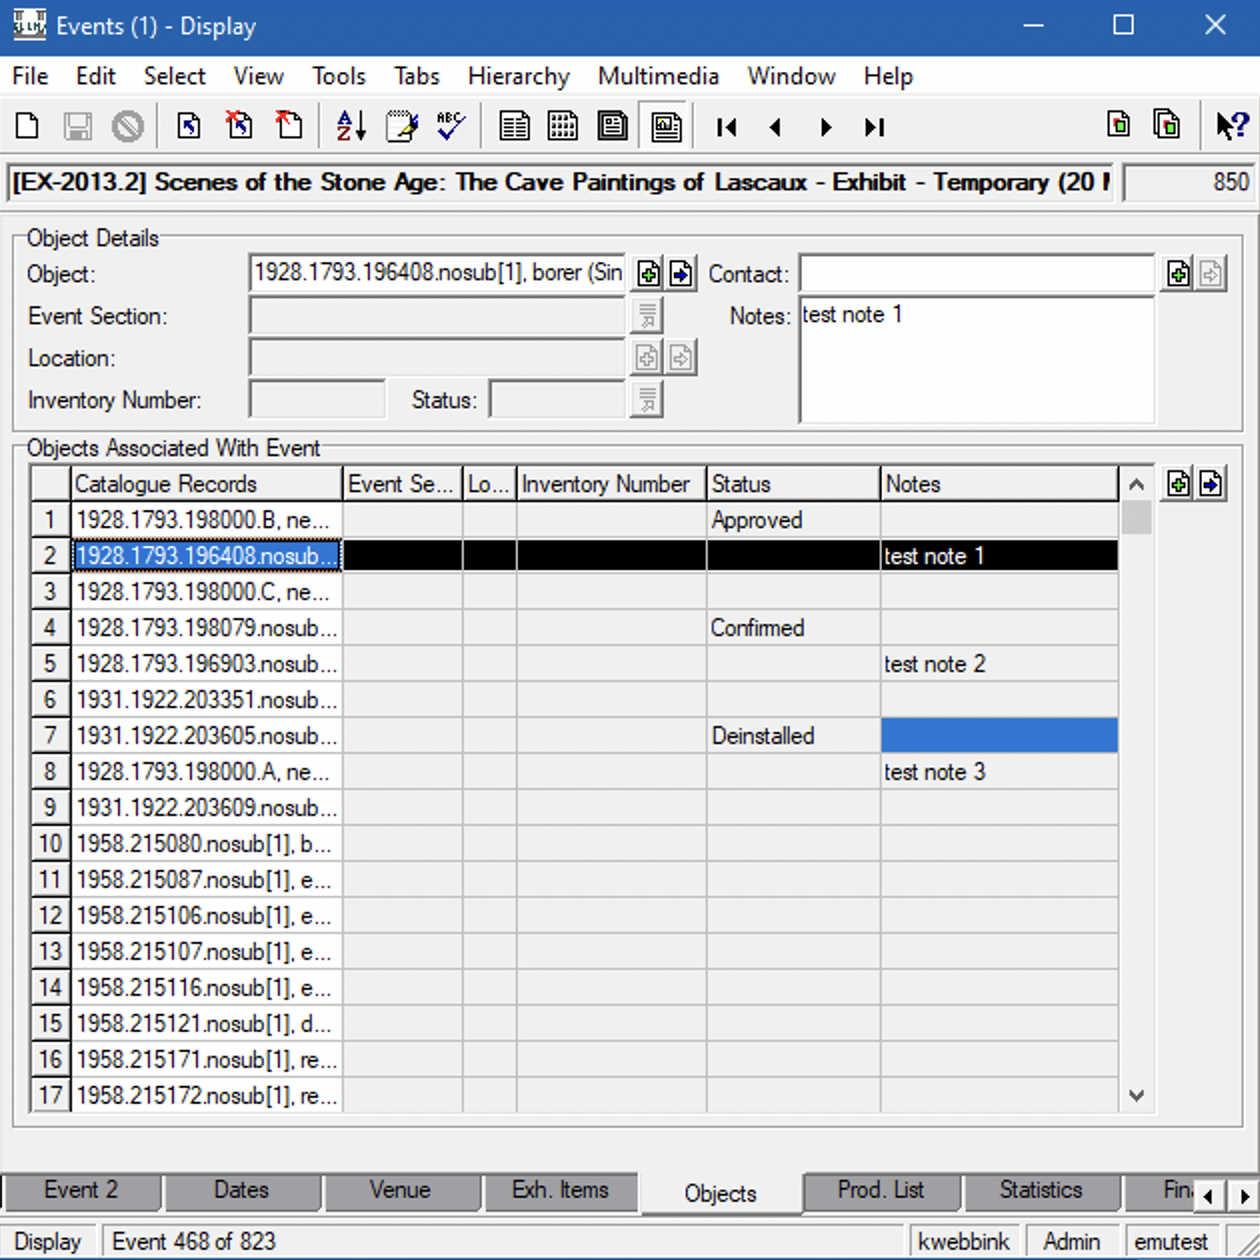 Events (1) - Display
File Edit Select View Tools Tabs Hierarchy Multimedia Window Help
[EX-2013.2] Scenes of the Stone Age: The Cave Paintings of Lascaux - Exhibit - Temporary (20 850
Object Details
Object: 1928.1793.196408.nosub[1], borer (Sin Contact:
Event Section: Notes: test note 1
Location:
Inventory Number: Status:
Objects Associated With Event
Catalogue Records Event Se... Lo... Inventory Number Status Notes
1 1928.1793.198000.B, ne... Approved
2 1928.1793.196408.nosub... test note 1
3 1928.1793.198000.C, ne...
4 1928.1793.198079.nosub... Confirmed
5 1928.1793.196903.nosub... test note 2
6 1931.1922.203351.nosub...
7 1931.1922.203605.nosub... Deinstalled
8 1928.1793.198000.A, ne... test note 3
9 1931.1922.203609.nosub...
10 1958.215080.nosub[1], b...
11 1958.215087.nosub[1], e...
12 1958.215106.nosub[1], e...
13 1958.215107.nosub[1], e...
14 1958.215116.nosub[1], e...
15 1958.215121.nosub[1], d...
16 1958.215171.nosub[1], re...
17 1958.215172.nosub[1], re...
Event 2 Dates Venue Exh. Items Objects Prod. List Statistics Fin
Display Event 468 of 823 kwebbink Admin emutest